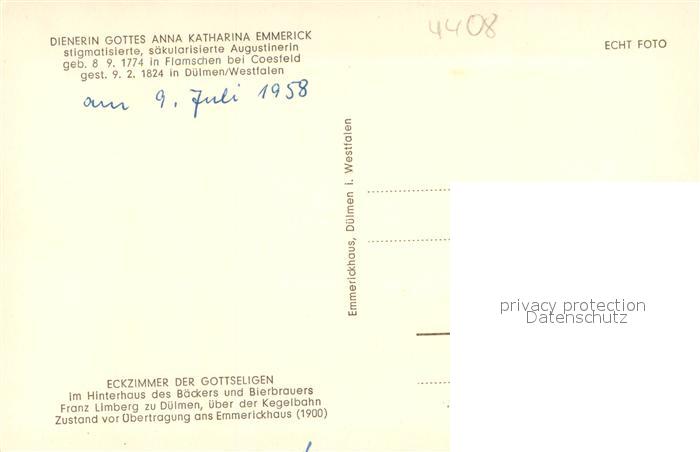 4408
DIENERIN GOTTES ANNA KATHARINA EMMERICK
stigmatisierte, säkularisierte Augustinerin
geb. 8 9. 1774 in Flamschen bei Coesfeld
gest. 9. 2. 1824 in Dülmen/Westfalen
ECHT FOTO
am 9. Juli 1958
Emmerickhaus, Dülmen i. Westfalen
privacy protection
Datenschutz
ECKZIMMER DER GOTTSELIGEN
im Hinterhaus des Bäckers und Bierbrauers
Franz Limberg zu Dülmen, über der Kegelbahn
Zustand vor Übertragung ans Emmerickhaus (1900)